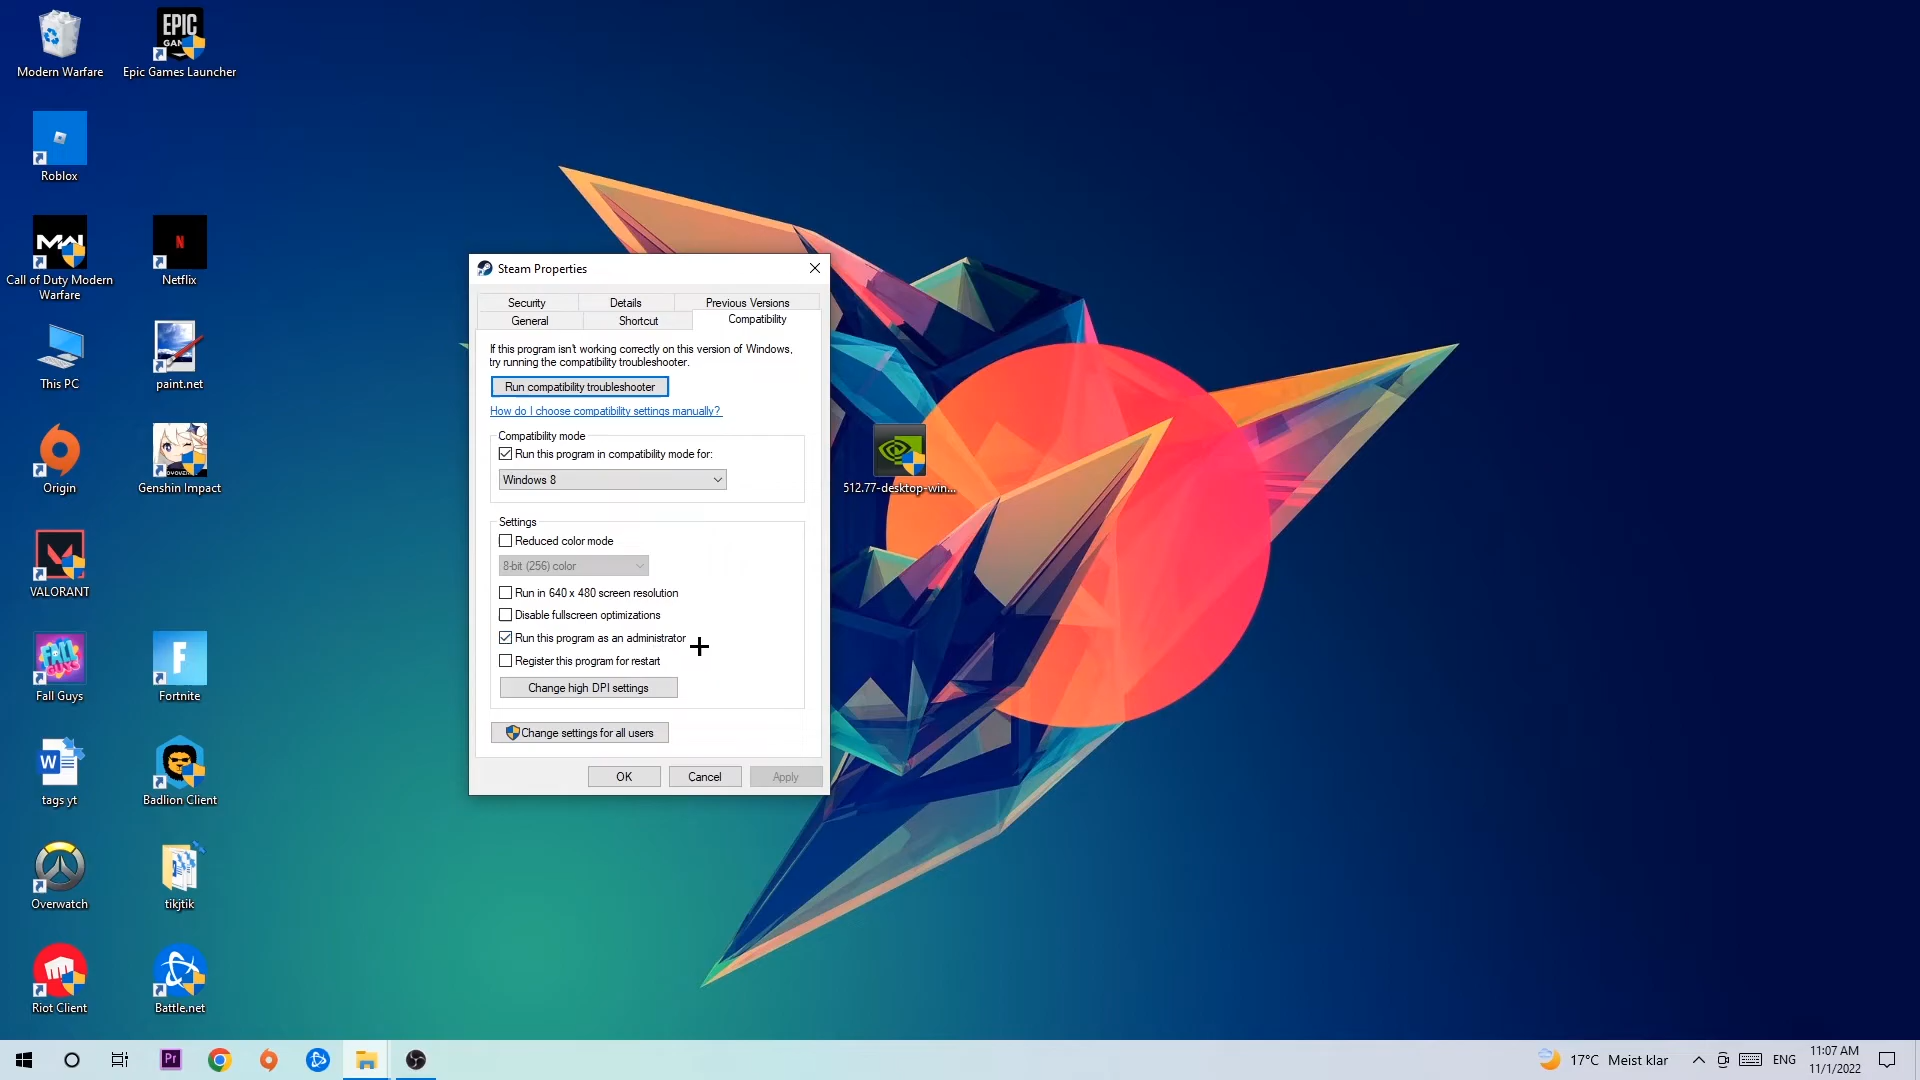 Modern Warfare
EPIC
GAMES
Epic Games Launcher
Roblox
MW
Call of Duty Modern
Warfare
N
Netflix
This PC
paint.net
Origin
Genshin Impact
VALORANT
FALL
GUYS
Fall Guys
F
Fortnite
W
tags yt
Badlion Client
Overwatch
tikjtik
Riot Client
Battle.net
Steam Properties
Security
Details
Previous Versions
General
Shortcut
Compatibility
If this program isn't working correctly on this version of Windows,
try running the compatibility troubleshooter.
Run compatibility troubleshooter
How do I choose compatibility settings manually?
Compatibility mode
Run this program in compatibility mode for:
Windows 8
Settings
Reduced color mode
8-bit (256) color
Run in 640 x 480 screen resolution
Disable fullscreen optimizations
Run this program as an administrator
Register this program for restart
Change high DPI settings
Change settings for all users
OK
Cancel
Apply
512.77-desktop-win...
Pr
17°C Meist klar
ENG
11:07 AM
11/1/2022